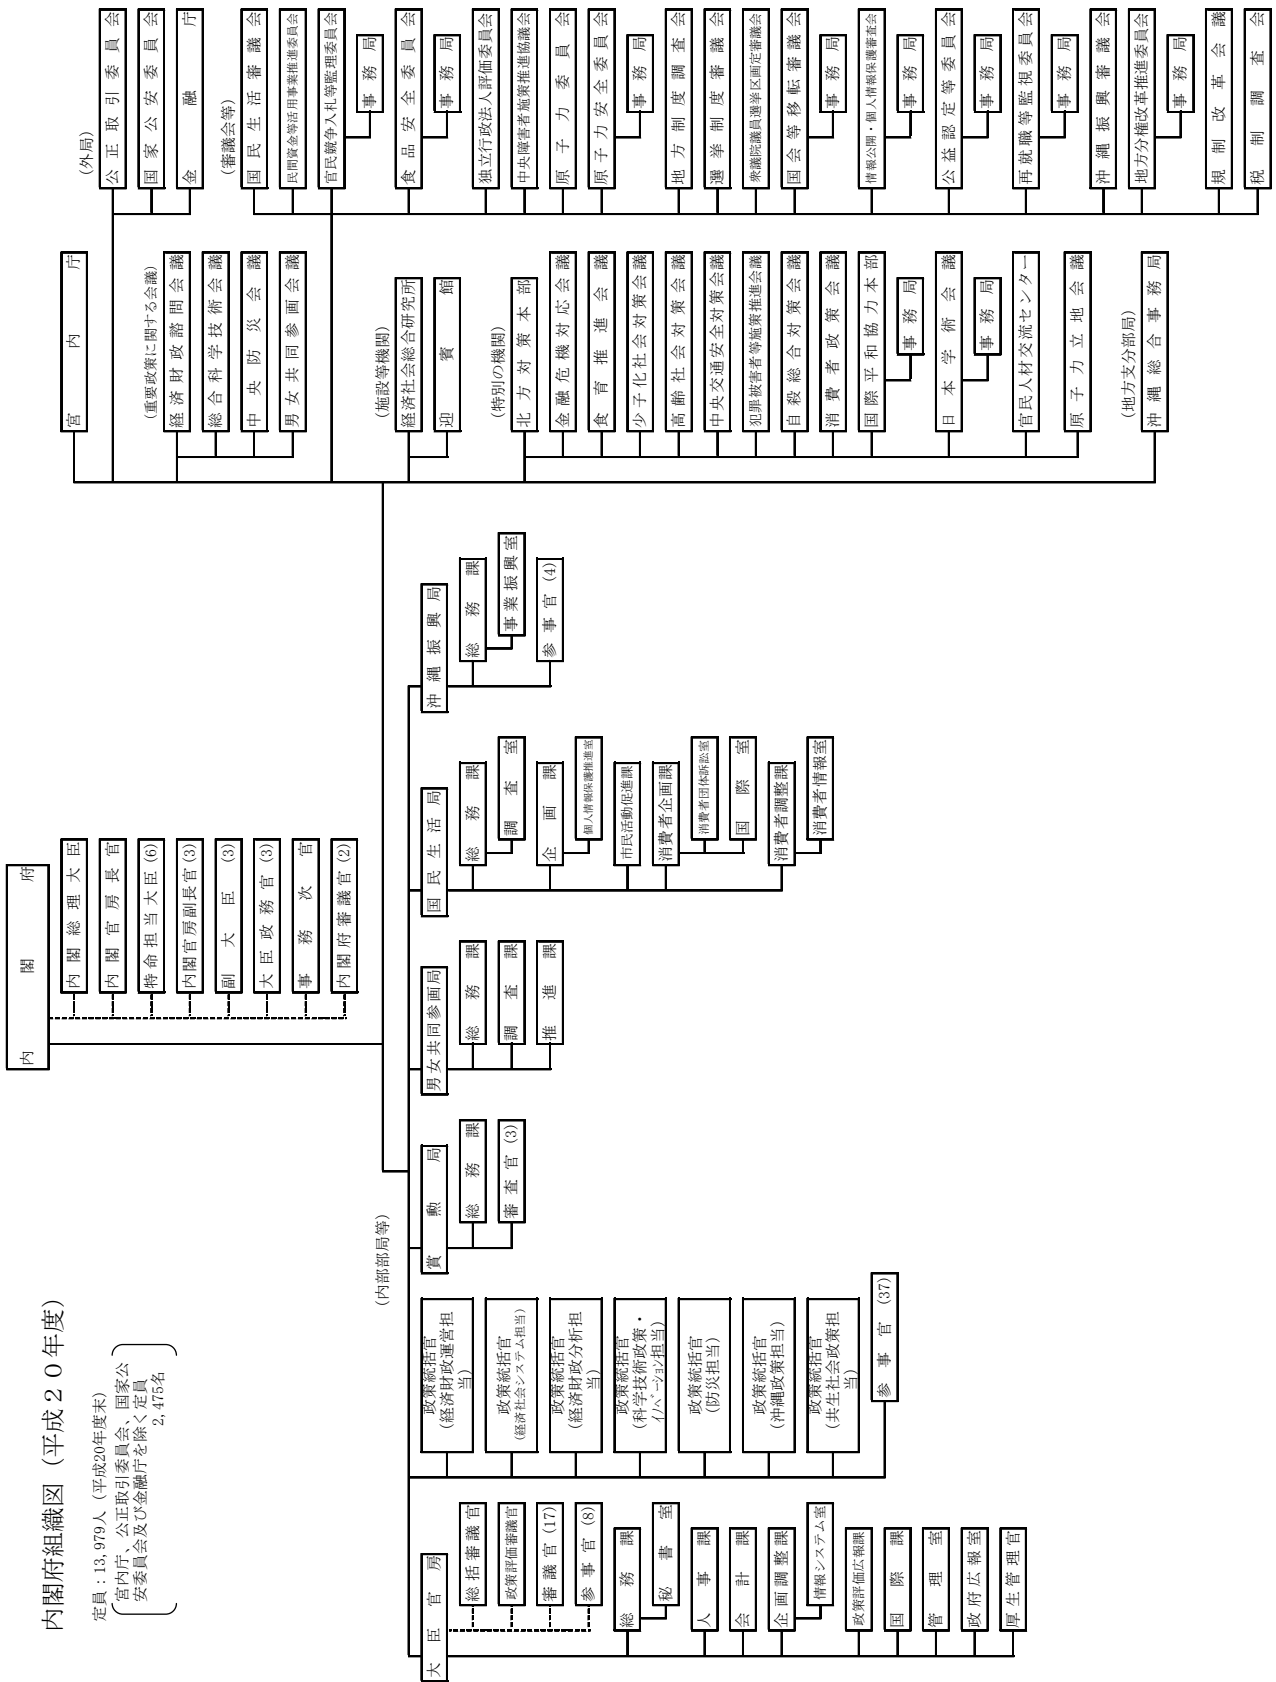 内閣府組織図（平成２０年度）
定員：13,979人（平成20年度末）
宮内庁、公正取引委員会、国家公
安委員会及び金融庁を除く定員
2,475名
内閣府
内閣総理大臣
内閣官房長官
特命担当大臣(6)
内閣官房副長官(3)
副大臣(3)
大臣政務官(3)
事務次官
内閣府審議官(2)
(内部部局等)
大臣官房
総括審議官
政策評価審議官
審議官(17)
参事官(8)
総務課
秘書室
人事課
会計課
企画調整課
情報システム室
政策評価広報課
国際課
管理室
政府広報室
厚生管理官
政策統括官
(経済財政運営担
当)
政策統括官
(経済社会システム担当)
政策統括官
(経済財政分析担
当)
政策統括官
(科学技術政策・
イノベーション担当)
政策統括官
(防災担当)
政策統括官
(沖縄政策担当)
政策統括官
(共生社会政策担
当)
参事官(37)
賞勲局
総務課
審査官(3)
男女共同参画局
総務課
調査課
推進課
国民生活局
総務課
調査室
企画課
個人情報保護推進室
市民活動促進課
消費者企画課
消費者団体訴訟室
国際室
消費者調整課
消費者情報室
沖縄振興局
総務課
事業振興室
参事官(4)
宮内庁
(重要政策に関する会議)
経済財政諮問会議
総合科学技術会議
中央防災会議
男女共同参画会議
(施設等機関)
経済社会総合研究所
迎賓館
(特別の機関)
北方対策本部
金融危機対応会議
食育推進会議
少子化社会対策会議
高齢社会対策会議
中央交通安全対策会議
犯罪被害者等施策推進会議
自殺総合対策会議
消費者政策会議
国際平和協力本部
事務局
日本学術会議
事務局
官民人材交流センター
原子力立地会議
(地方支分部局)
沖縄総合事務局
(外局)
公正取引委員会
国家公安委員会
金融庁
(審議会等)
国民生活審議会
民間資金等活用事業推進委員会
官民競争入札等監理委員会
事務局
食品安全委員会
事務局
独立行政法人評価委員会
中央障害者施策推進協議会
原子力委員会
原子力安全委員会
事務局
地方制度調査会
選挙制度審議会
衆議院議員選挙区画定審議会
国会等移転審議会
事務局
情報公開・個人情報保護審査会
事務局
公益認定等委員会
事務局
再就職等監視委員会
事務局
沖縄振興審議会
地方分権改革推進委員会
事務局
規制改革会議
税制調査会